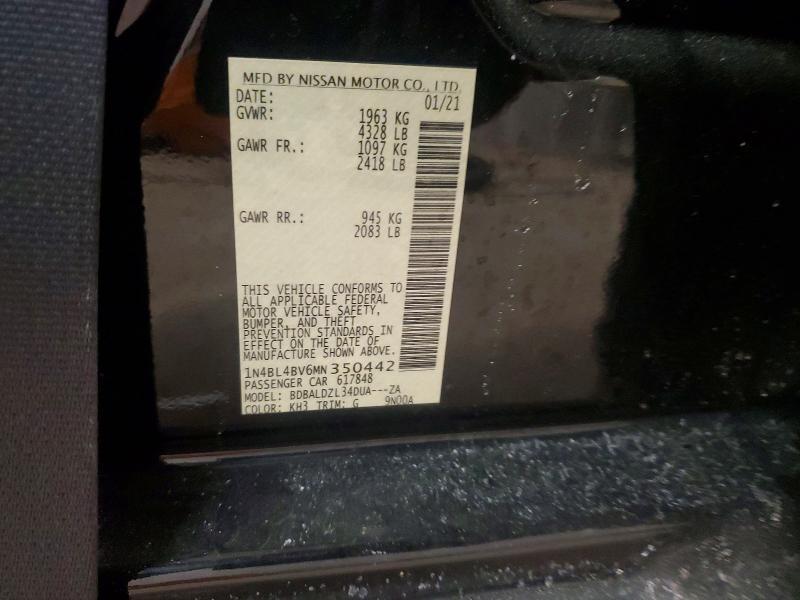 MFD BY NISSAN MOTOR CO., LTD.
DATE: 01/21
GVWR: 1963 KG
4328 LB
GAWR FR.: 1097 KG
2418 LB
GAWR RR.: 945 KG
2083 LB
THIS VEHICLE CONFORMS TO
ALL APPLICABLE FEDERAL
MOTOR VEHICLE SAFETY,
BUMPER, AND THEFT
PREVENTION STANDARDS IN
EFFECT ON THE DATE OF
MANUFACTURE SHOWN ABOVE.
1N4BL4BV6MN350442
PASSENGER CAR 617848
MODEL: BDBALDZL34DUA---ZA
COLOR: KH3 TRIM: G 9N00A